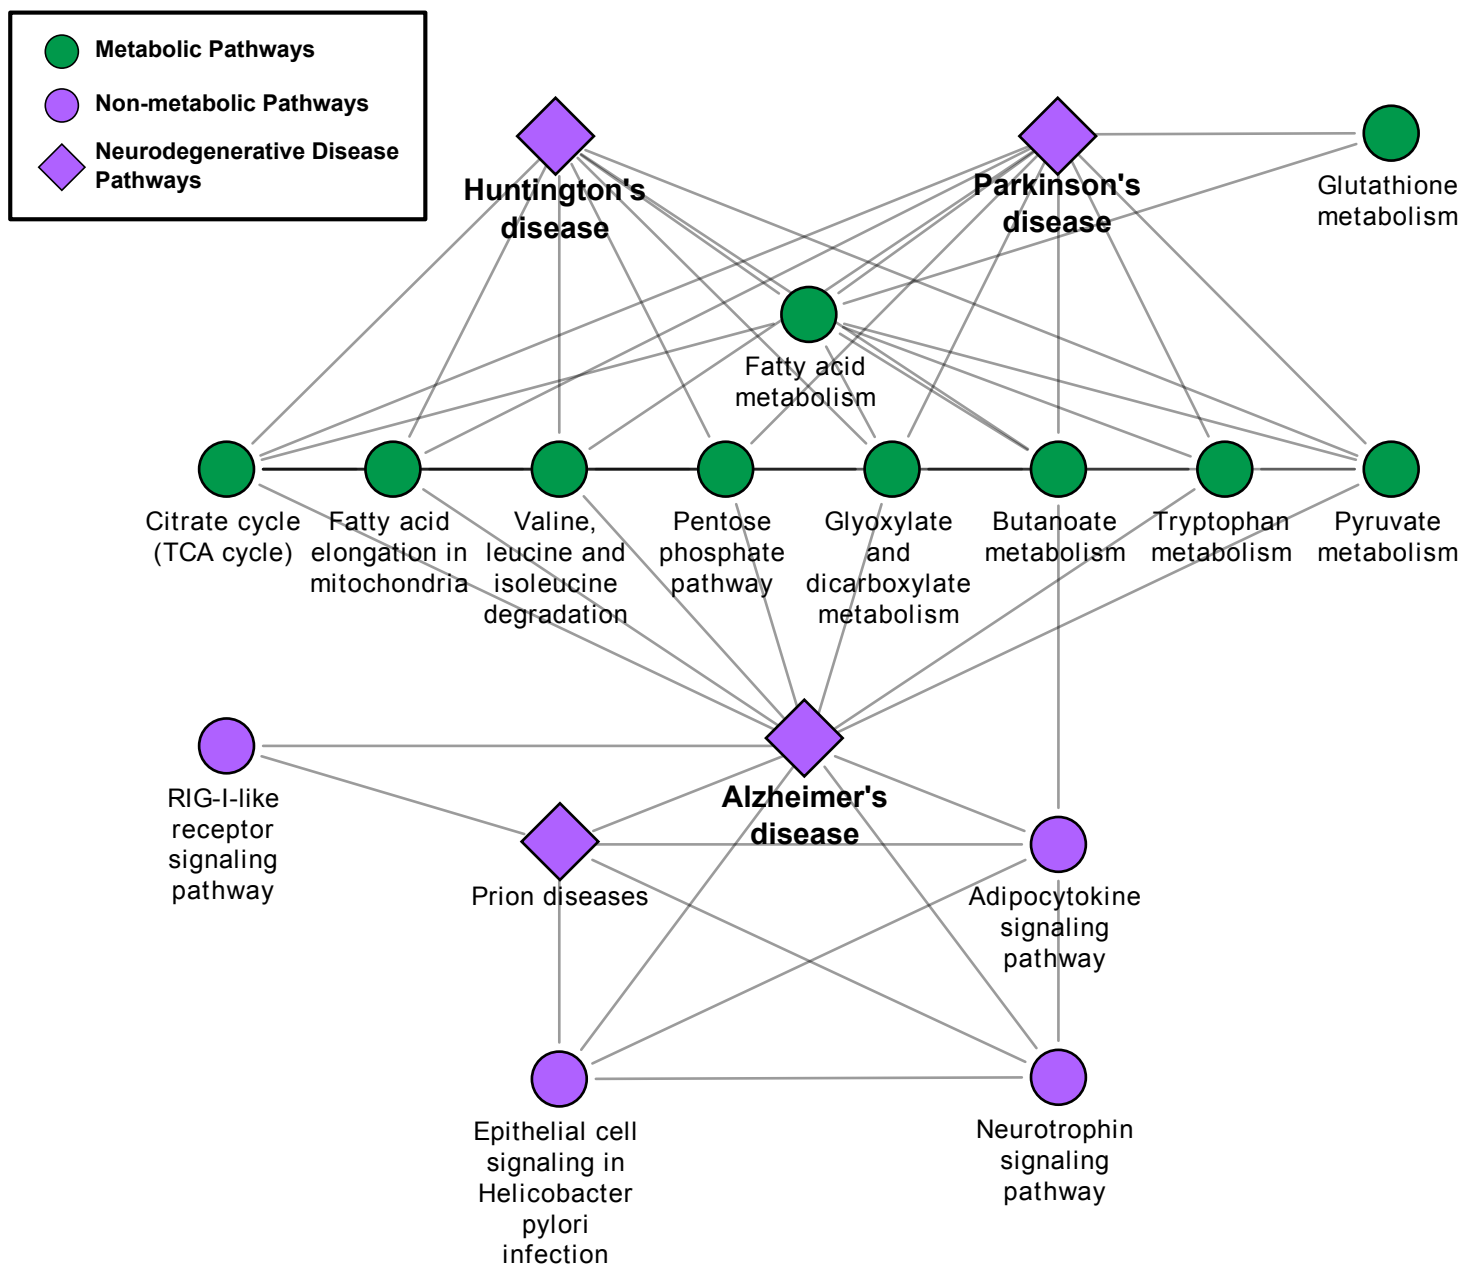 Metabolic Pathways
Non-metabolic Pathways
Neurodegenerative Disease
Pathways
Huntington's
disease
Parkinson's
disease
Glutathione
metabolism
Fatty acid
metabolism
Citrate cycle
(TCA cycle)
Fatty acid
elongation in
mitochondria
Valine,
leucine and
isoleucine
degradation
Pentose
phosphate
pathway
Glyoxylate
and
dicarboxylate
metabolism
Butanoate
metabolism
Tryptophan
metabolism
Pyruvate
metabolism
RIG-I-like
receptor
signaling
pathway
Alzheimer's
disease
Prion diseases
Adipocytokine
signaling
pathway
Epithelial cell
signaling in
Helicobacter
pylori
infection
Neurotrophin
signaling
pathway